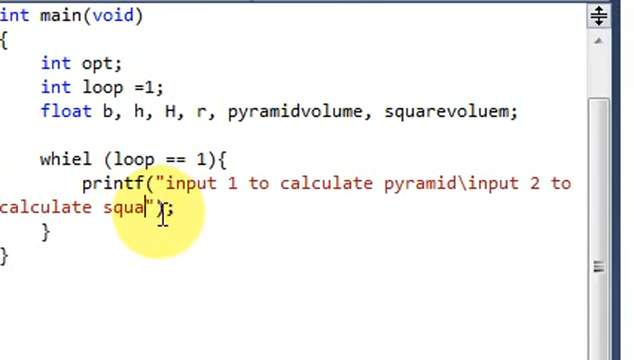 int main(void)
{
int opt;
int loop =1;
float b, h, H, r, pyramidvolume, squarevoluem;
whiel (loop == 1){
printf("input 1 to calculate pyramid\input 2 to
calculate squa");
}
}